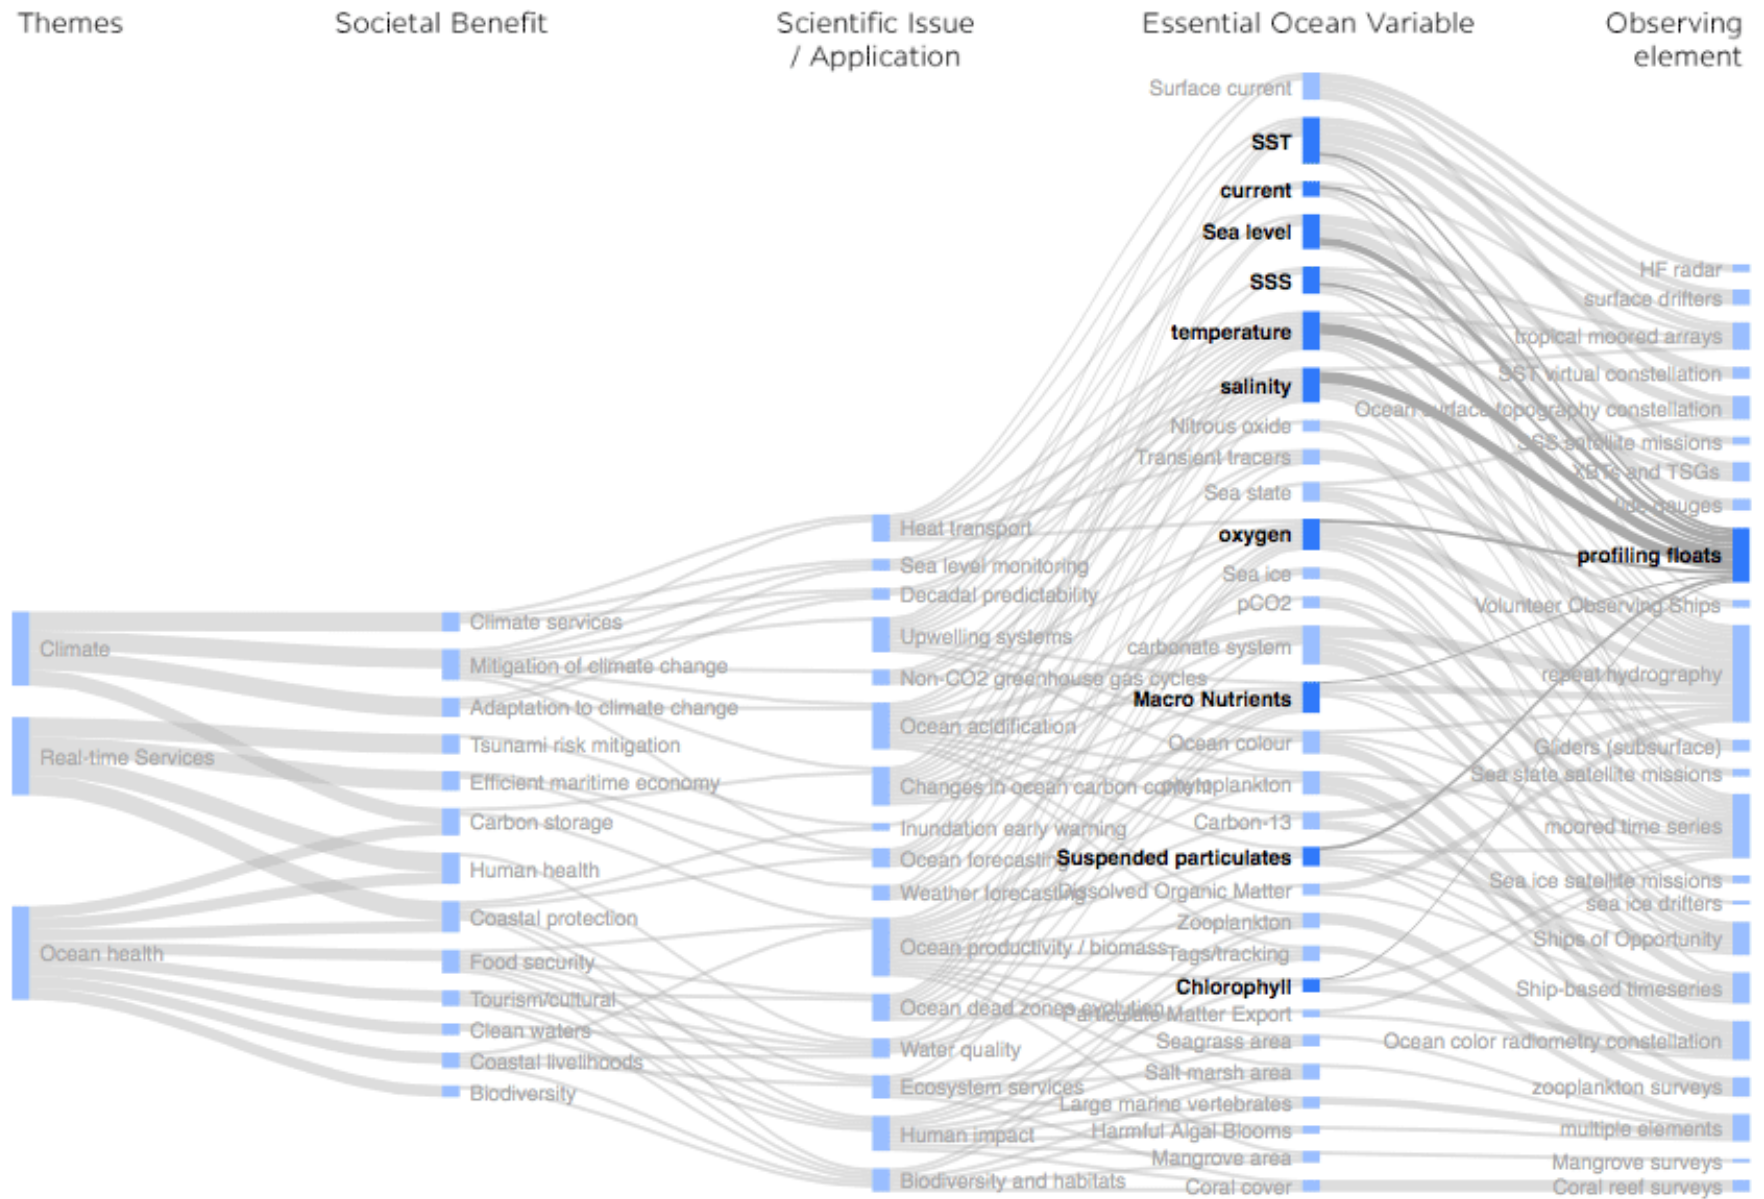 Themes
Societal Benefit
Scientific Issue
/ Application
Essential Ocean Variable
Observing
element
Climate
Real-time Services
Ocean health
Climate services
Mitigation of climate change
Adaptation to climate change
Tsunami risk mitigation
Efficient maritime economy
Carbon storage
Human health
Coastal protection
Food security
Tourism/cultural
Clean waters
Coastal livelihoods
Biodiversity
Heat transport
Sea level monitoring
Decadal predictability
Upwelling systems
Non-CO2 greenhouse gas cycles
Ocean acidification
Changes in ocean carbon content
Inundation early warning
Ocean forecasting
Weather forecasting
Ocean productivity / biomass
Ocean dead zones evolution
Water quality
Ecosystem services
Human impact
Biodiversity and habitats
Surface current
SST
current
Sea level
SSS
temperature
salinity
Nitrous oxide
Transient tracers
Sea state
oxygen
Sea ice
pCO2
carbonate system
Macro Nutrients
Ocean colour
phytoplankton
Carbon-13
Suspended particulates
Dissolved Organic Matter
Zooplankton
Tags/tracking
Chlorophyll
Particulate Matter Export
Seagrass area
Salt marsh area
Large marine vertebrates
Harmful Algal Blooms
Mangrove area
Coral cover
HF radar
surface drifters
tropical moored arrays
SST virtual constellation
Ocean surface topography constellation
SSS satellite missions
XBTs and TSGs
tide gauges
profiling floats
Volunteer Observing Ships
repeat hydrography
Gliders (subsurface)
Sea state satellite missions
moored time series
Sea ice satellite missions
sea ice drifters
Ships of Opportunity
Ship-based timeseries
Ocean color radiometry constellation
zooplankton surveys
multiple elements
Mangrove surveys
Coral reef surveys